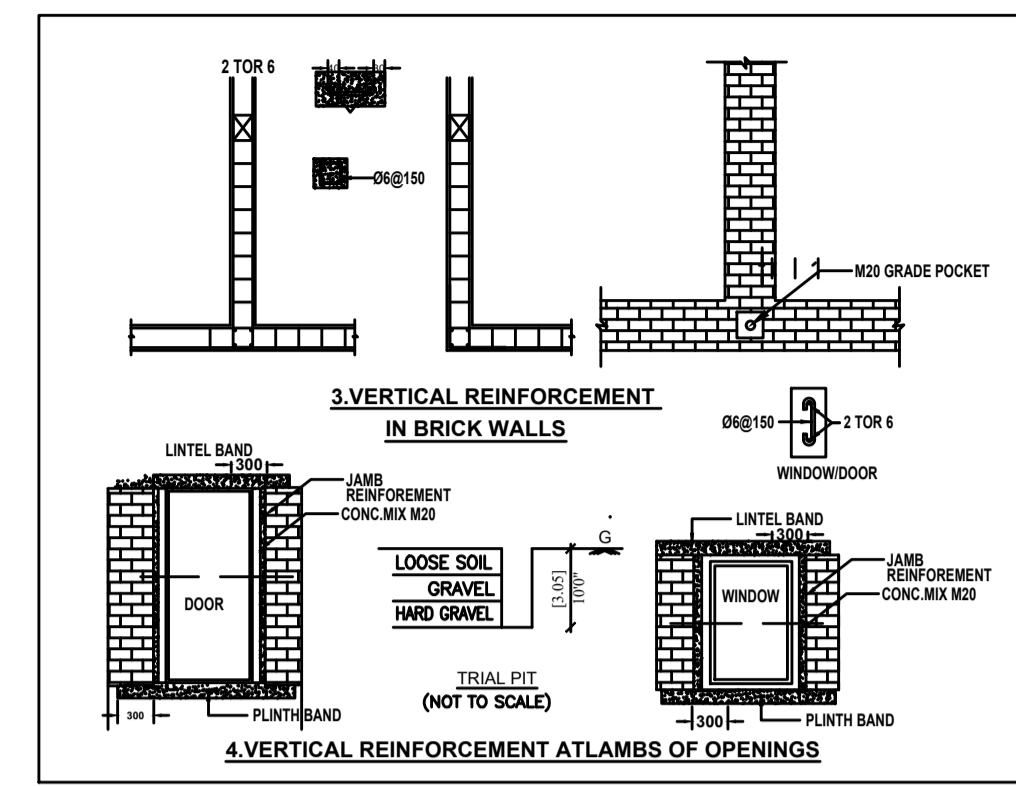 2 TOR 6
Ø6@150
M20 GRADE POCKET
3.VERTICAL REINFORCEMENT
IN BRICK WALLS
Ø6@150
2 TOR 6
WINDOW/DOOR
LINTEL BAND
300
JAMB
REINFOREMENT
CONC.MIX M20
DOOR
300
PLINTH BAND
G
LOOSE SOIL
GRAVEL
HARD GRAVEL
[3.05]
10'0"
TRIAL PIT
(NOT TO SCALE)
LINTEL BAND
300
JAMB
REINFOREMENT
CONC.MIX M20
WINDOW
300
PLINTH BAND
4.VERTICAL REINFORCEMENT ATLAMBS OF OPENINGS